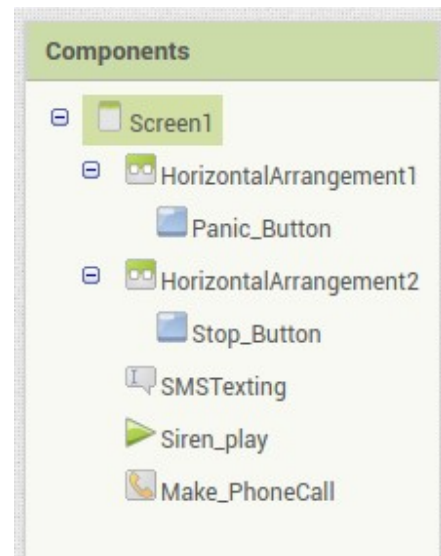 Components
Screen1
HorizontalArrangement1
Panic_Button
HorizontalArrangement2
Stop_Button
SMSTexting
Siren_play
Make_PhoneCall